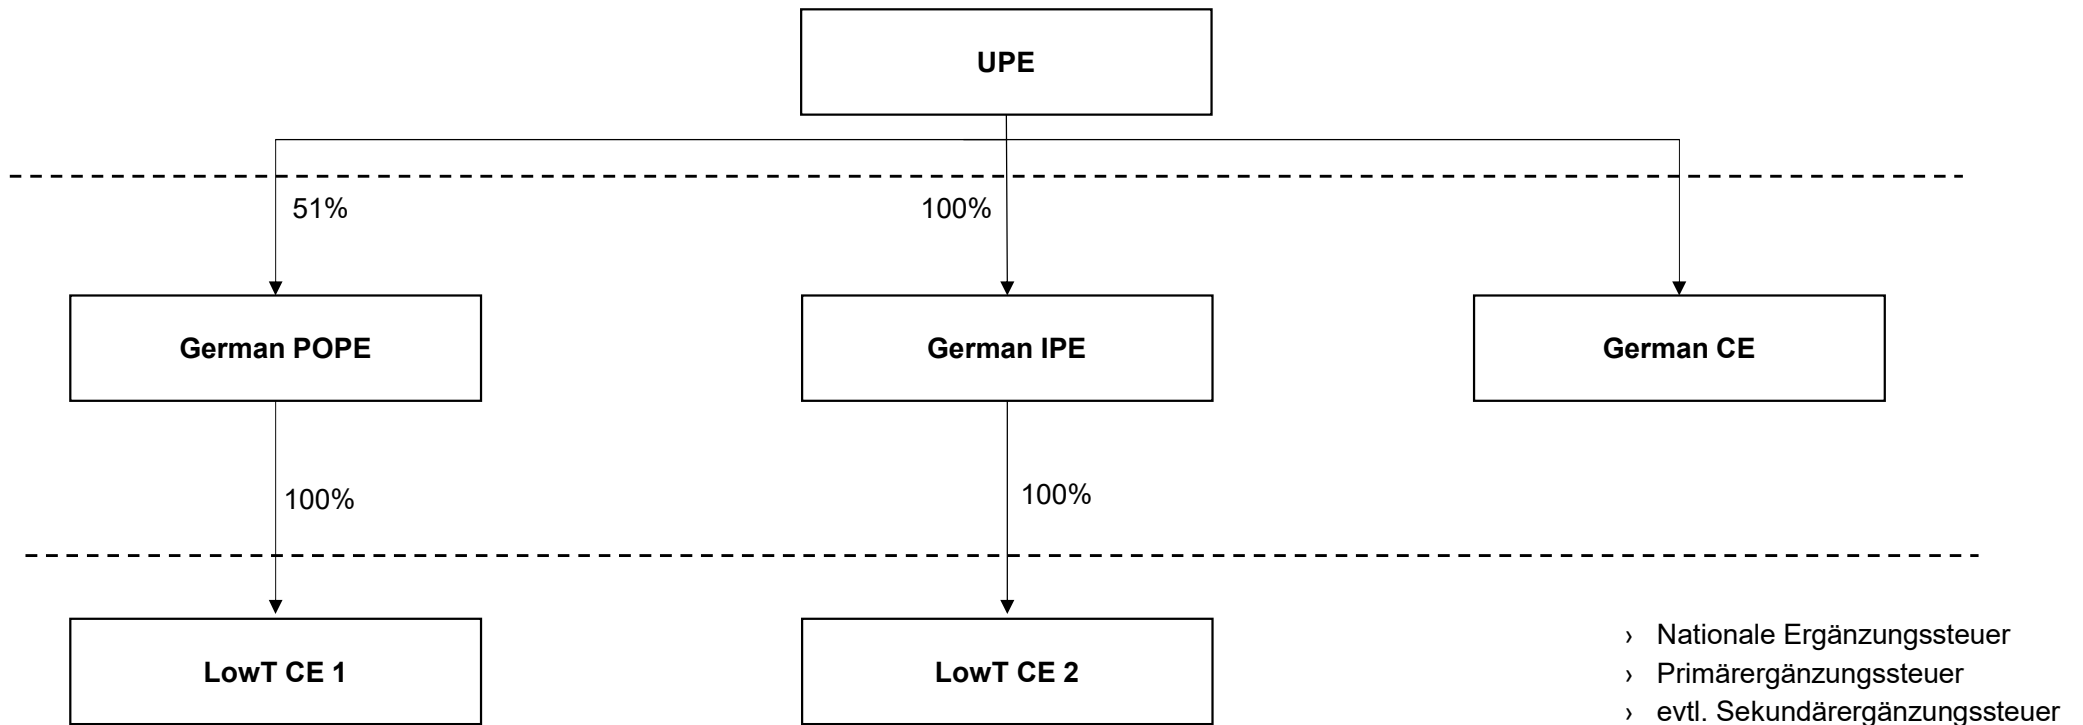 UPE
51%
100%
German POPE
German IPE
German CE
100%
100%
LowT CE 1
LowT CE 2
› Nationale Ergänzungssteuer
› Primärergänzungssteuer
› evtl. Sekundärergänzungssteuer